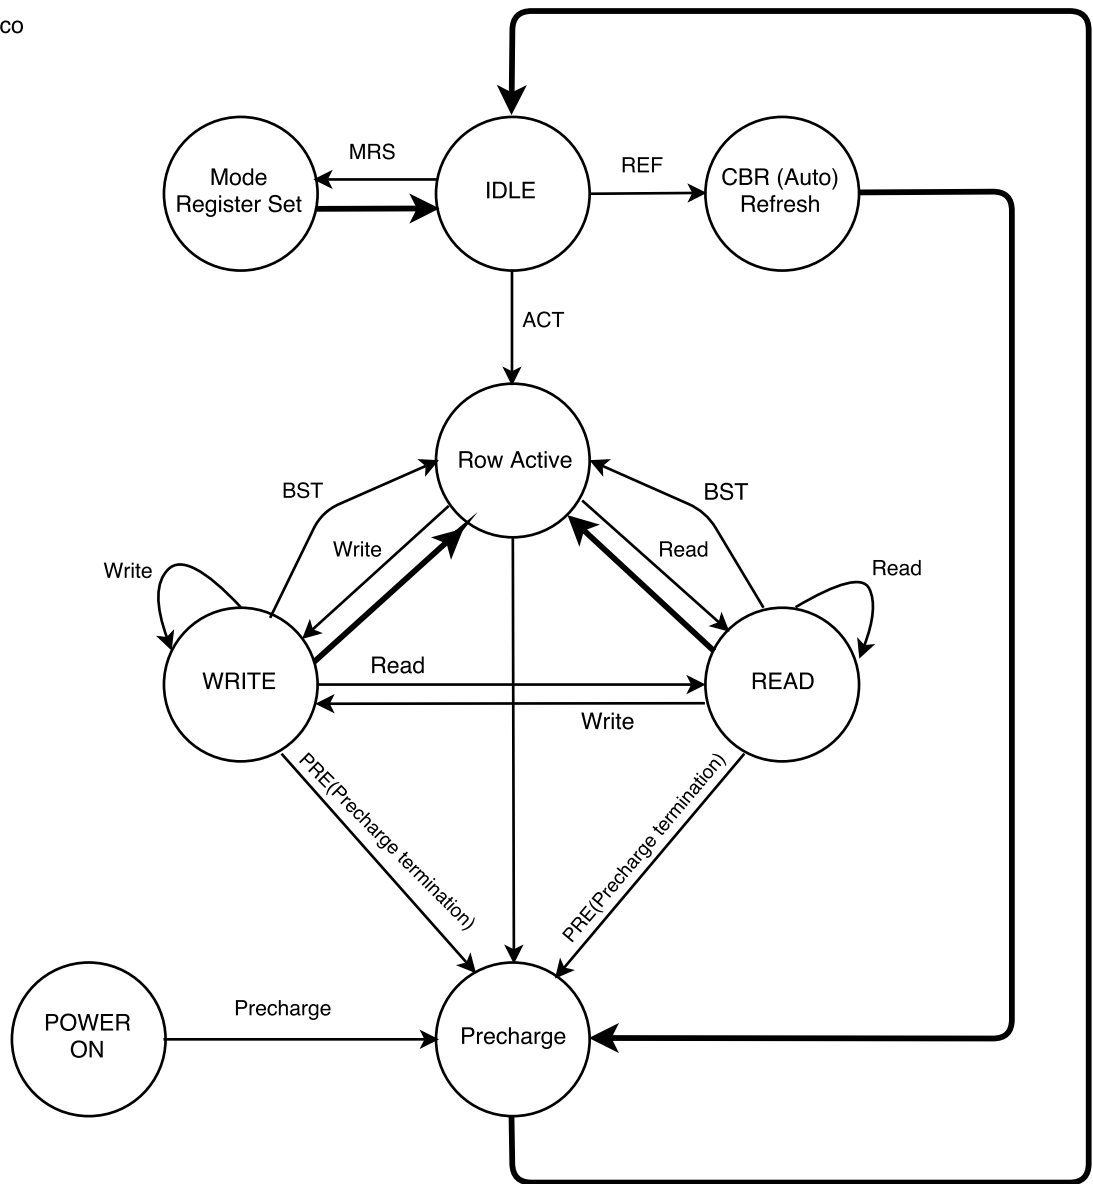 co
MRS
REF
Mode
Register Set
IDLE
CBR (Auto)
Refresh
ACT
Row Active
BST
BST
Write
Read
Write
Read
WRITE
Read
READ
Write
PRE(Precharge termination)
PRE(Precharge termination)
Precharge
POWER
ON
Precharge